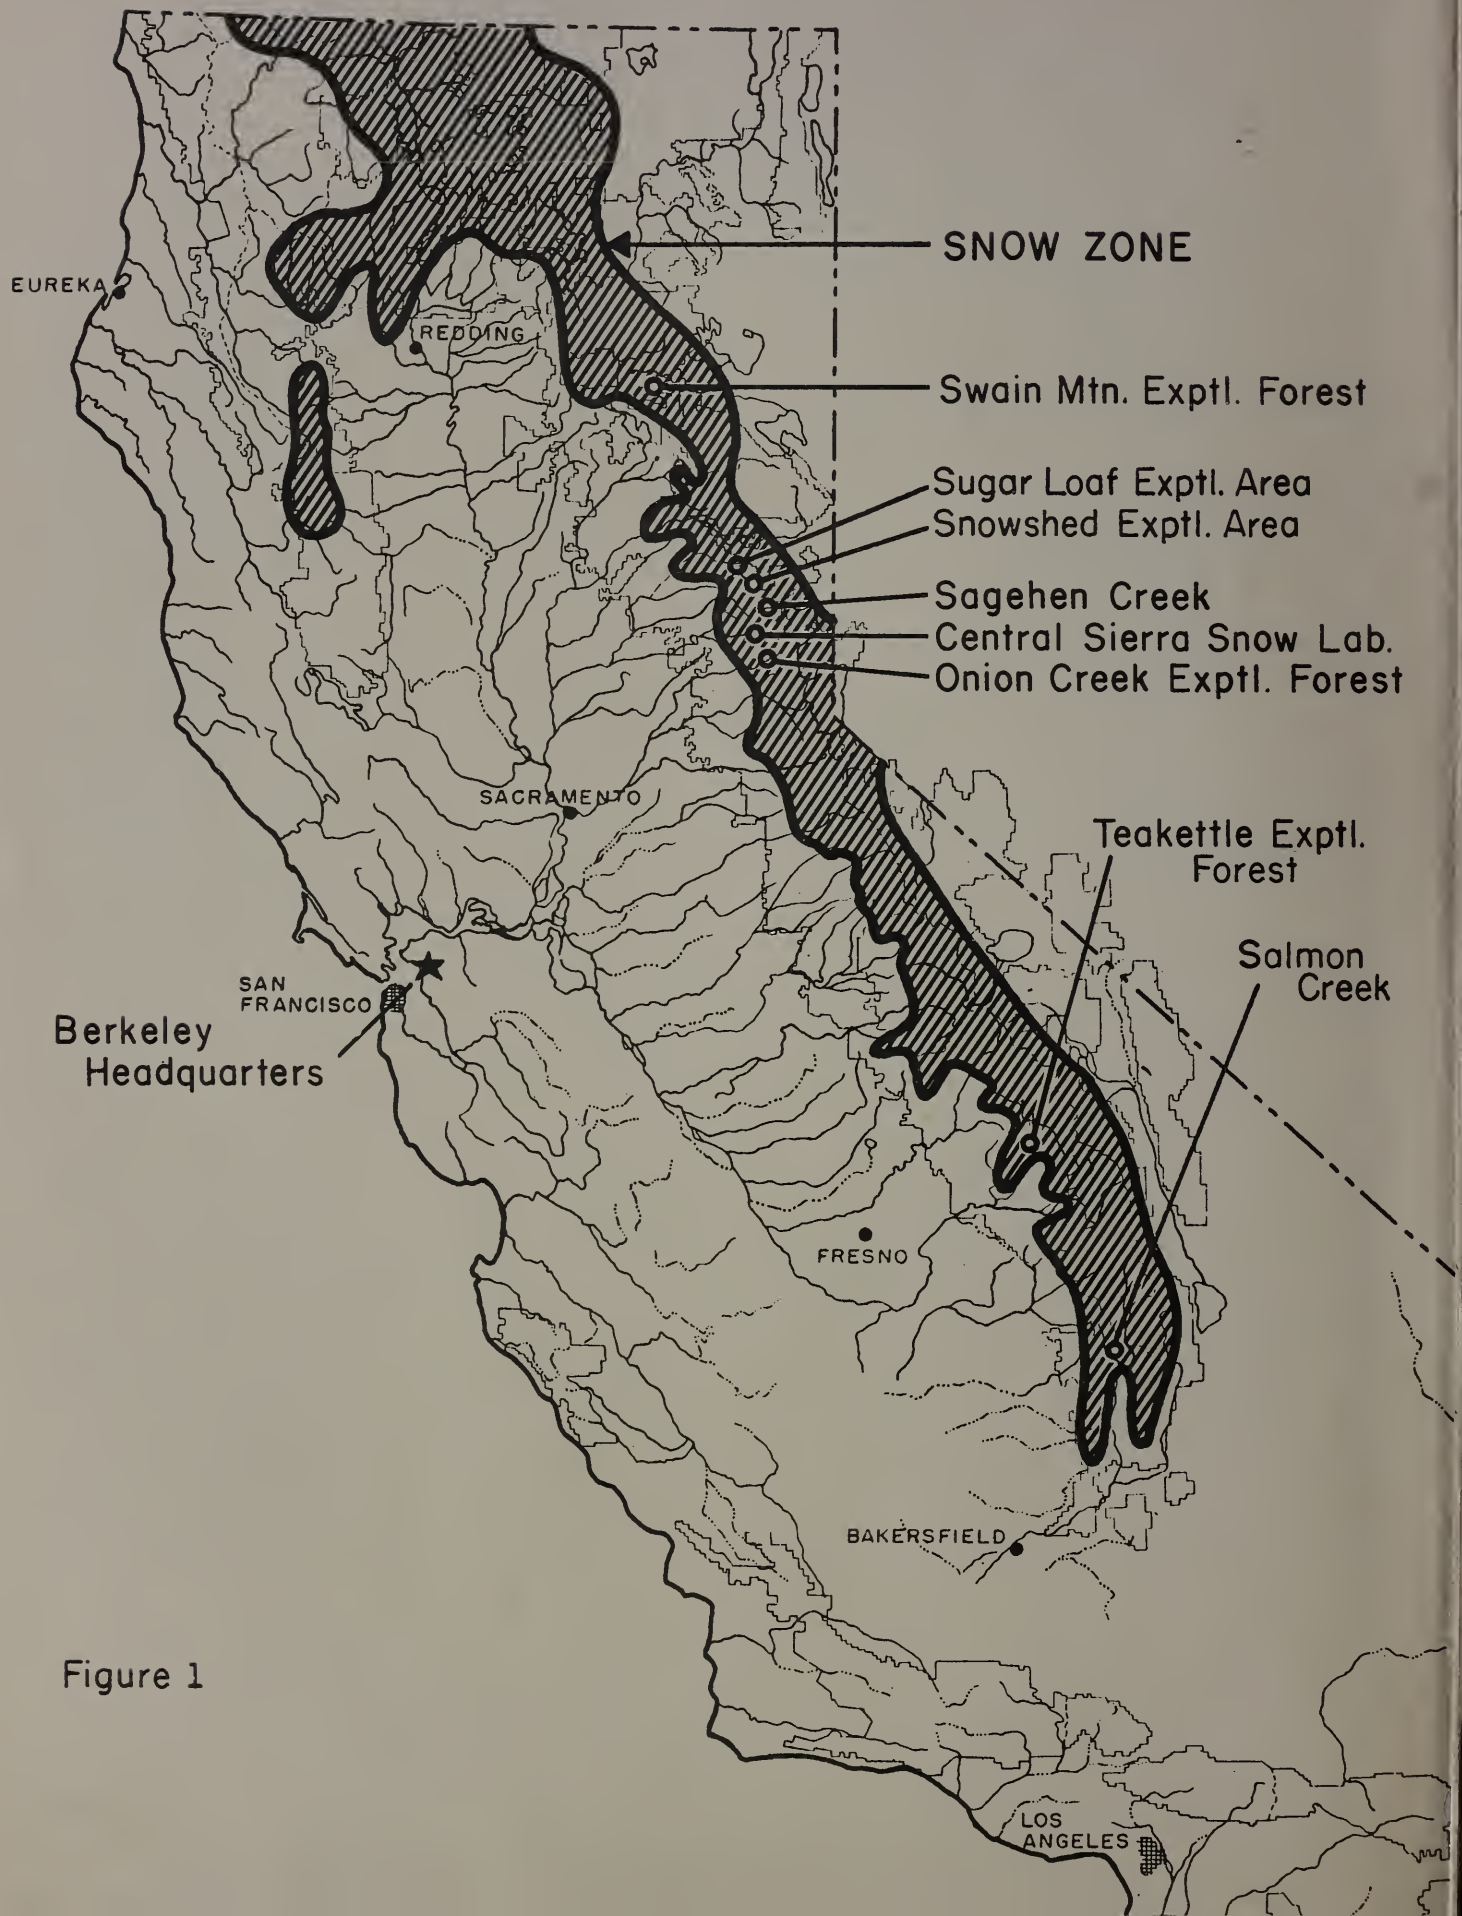 SNOW ZONE
EUREKA
REDDING
Swain Mtn. Exptl. Forest
Sugar Loaf Exptl. Area
Snowshed Exptl. Area
Sagehen Creek
Central Sierra Snow Lab.
Onion Creek Exptl. Forest
SACRAMENTO
Teakettle Exptl.
Forest
Salmon
Creek
SAN
FRANCISCO
Berkeley
Headquarters
FRESNO
BAKERSFIELD
Figure 1
LOS
ANGELES